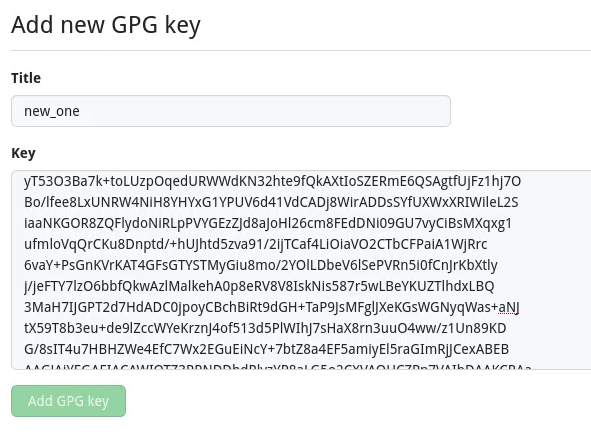 Add new GPG key
Title
new_one
Key
yT53O3Ba7k+toLUzpOqedURWWdKN32hte9fQkAXtIoSZERmE6QSAgtfUjFz1hj7O
Bo/lfee8LxUNRW4NiH8YHYxG1YPUV6d41VdCADj8WirADDsSYfUXWxXRIWileL2S
iaaNKGOR8ZQFlydoNiRLpPVYGEzZJd8aJoHl26cm8FEdDNi09GU7vyCiBsMXqxg1
ufmloVqQrCKu8Dnptd/+hUJhtd5zva91/2ijTCaf4LiOiaVO2CTbCFPaiA1WjRrc
6vaY+PsGnKVrKAT4GFsGTYSTMyGiu8mo/2YOlLDbeV6lSePVRn5i0fCnJrKbXtly
j/jeFTY7lzO6bbfQkwAzlMalkehA0p8eRV8V8IskNis587r5wLBeYKUZTlhdxLBQ
3MaH7IJGPT2d7HdADC0jpoyCBchBiRt9dGH+TaP9JsMFglJXeKGsWGNyqWas+aNJ
tX59T8b3eu+de9lZccWYeKrznJ4of513d5PlWIhJ7sHaX8rn3uuO4ww/z1Un89KD
G/8sIT4u7HBHZWe4EfC7Wx2EGuEiNcY+7btZ8a4EF5amiyEl5raGImRjJCexABEB
Add GPG key